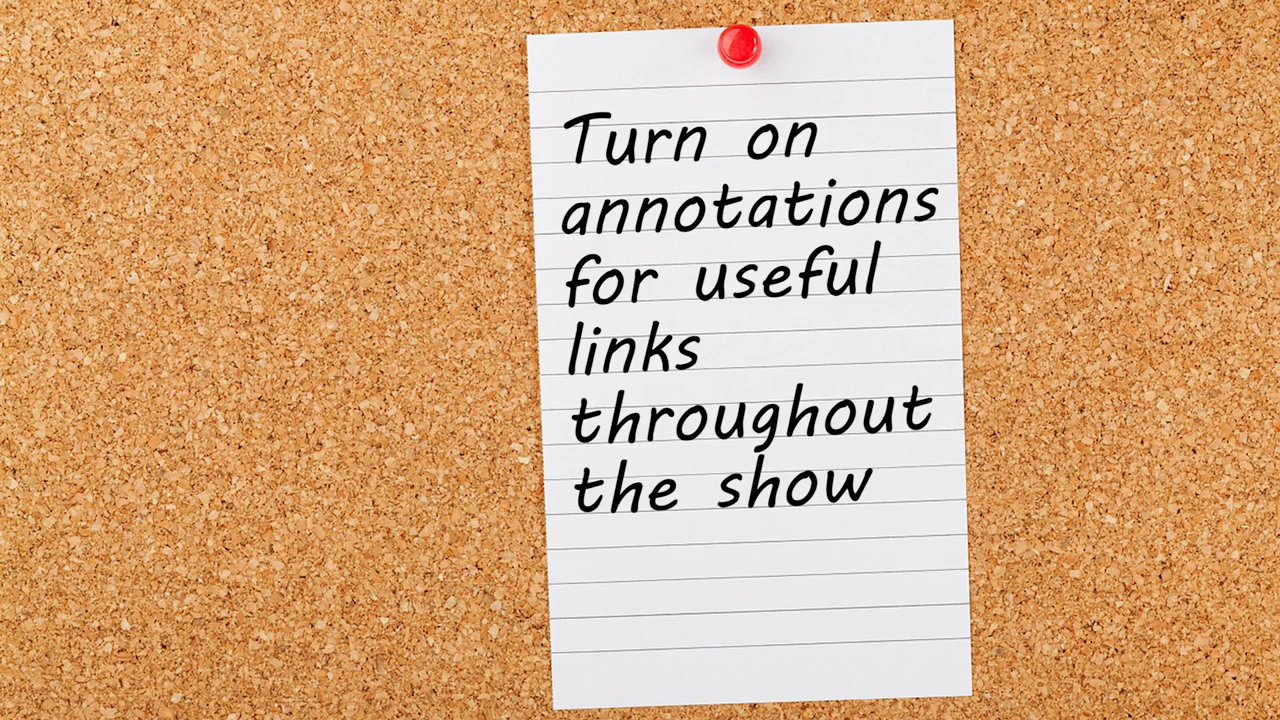 Turn on
annotations
for useful
links
throughout
the show